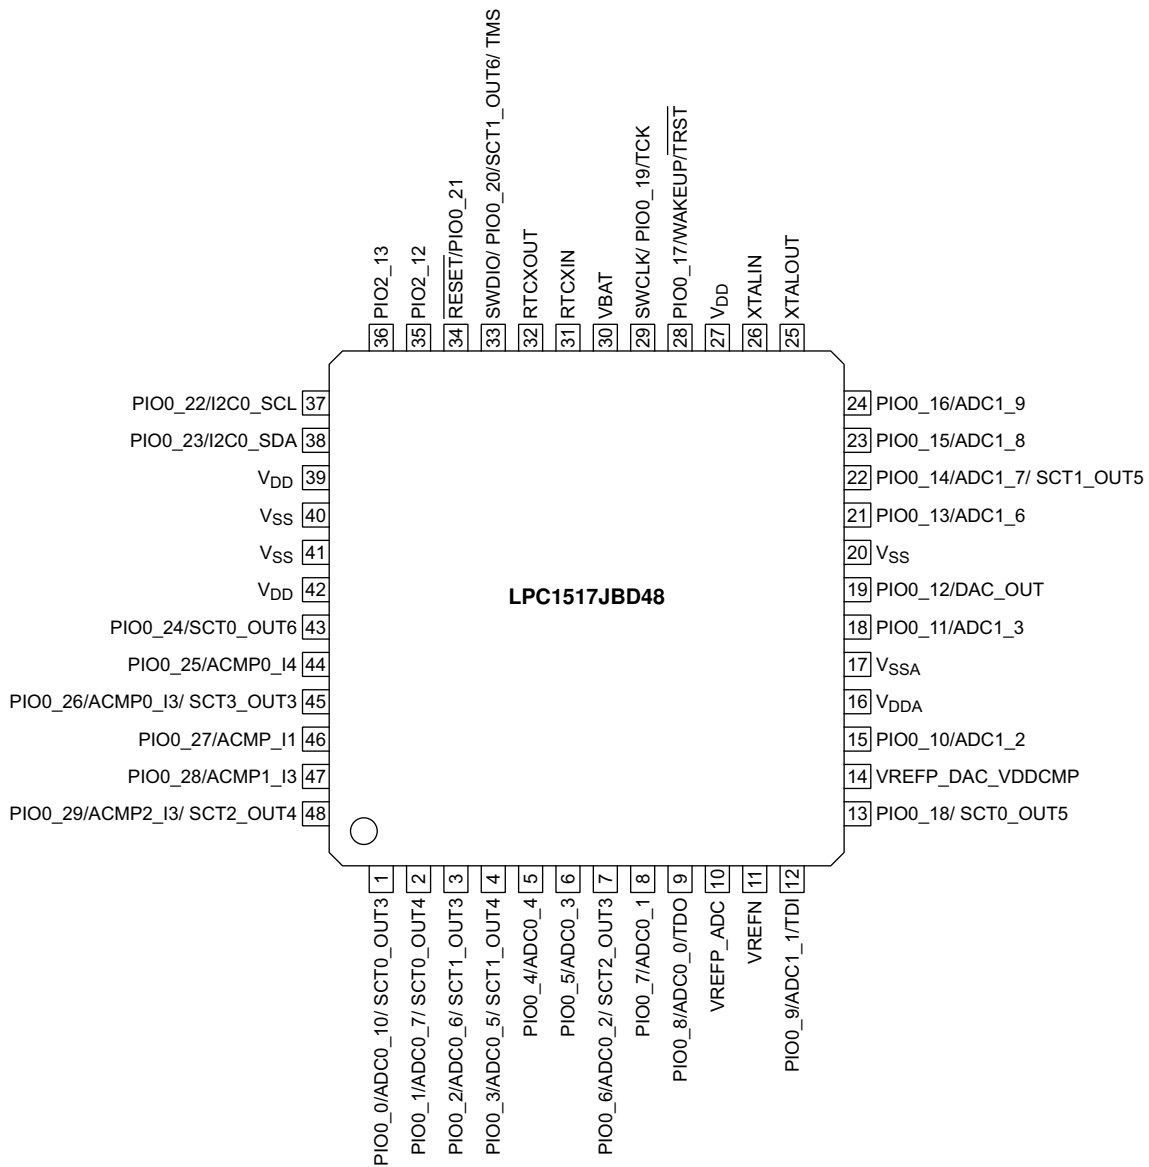 PIO2_13
PIO2_12
RESET/PIO0_21
SWDIO/ PIO0_20/SCT1_OUT6/ TMS
RTCXOUT
RTCXIN
VBAT
SWCLK/ PIO0_19/TCK
PIO0_17/WAKEUP/TRST
VDD
XTALIN
XTALOUT
36 35 34 33 32 31 30 29 28 27 26 25
PIO0_22/I2C0_SCL 37
PIO0_23/I2C0_SDA 38
VDD 39
VSS 40
VSS 41
VDD 42
PIO0_24/SCT0_OUT6 43
PIO0_25/ACMP0_I4 44
PIO0_26/ACMP0_I3/ SCT3_OUT3 45
PIO0_27/ACMP_I1 46
PIO0_28/ACMP1_I3 47
PIO0_29/ACMP2_I3/ SCT2_OUT4 48
LPC1517JBD48
24 PIO0_16/ADC1_9
23 PIO0_15/ADC1_8
22 PIO0_14/ADC1_7/ SCT1_OUT5
21 PIO0_13/ADC1_6
20 VSS
19 PIO0_12/DAC_OUT
18 PIO0_11/ADC1_3
17 VSSA
16 VDDA
15 PIO0_10/ADC1_2
14 VREFP_DAC_VDDCMP
13 PIO0_18/ SCT0_OUT5
1 2 3 4 5 6 7 8 9 10 11 12
PIO0_0/ADC0_10/ SCT0_OUT3
PIO0_1/ADC0_7/ SCT0_OUT4
PIO0_2/ADC0_6/ SCT1_OUT3
PIO0_3/ADC0_5/ SCT1_OUT4
PIO0_4/ADC0_4
PIO0_5/ADC0_3
PIO0_6/ADC0_2/ SCT2_OUT3
PIO0_7/ADC0_1
PIO0_8/ADC0_0/TDO
VREFP_ADC
VREFN
PIO0_9/ADC1_1/TDI